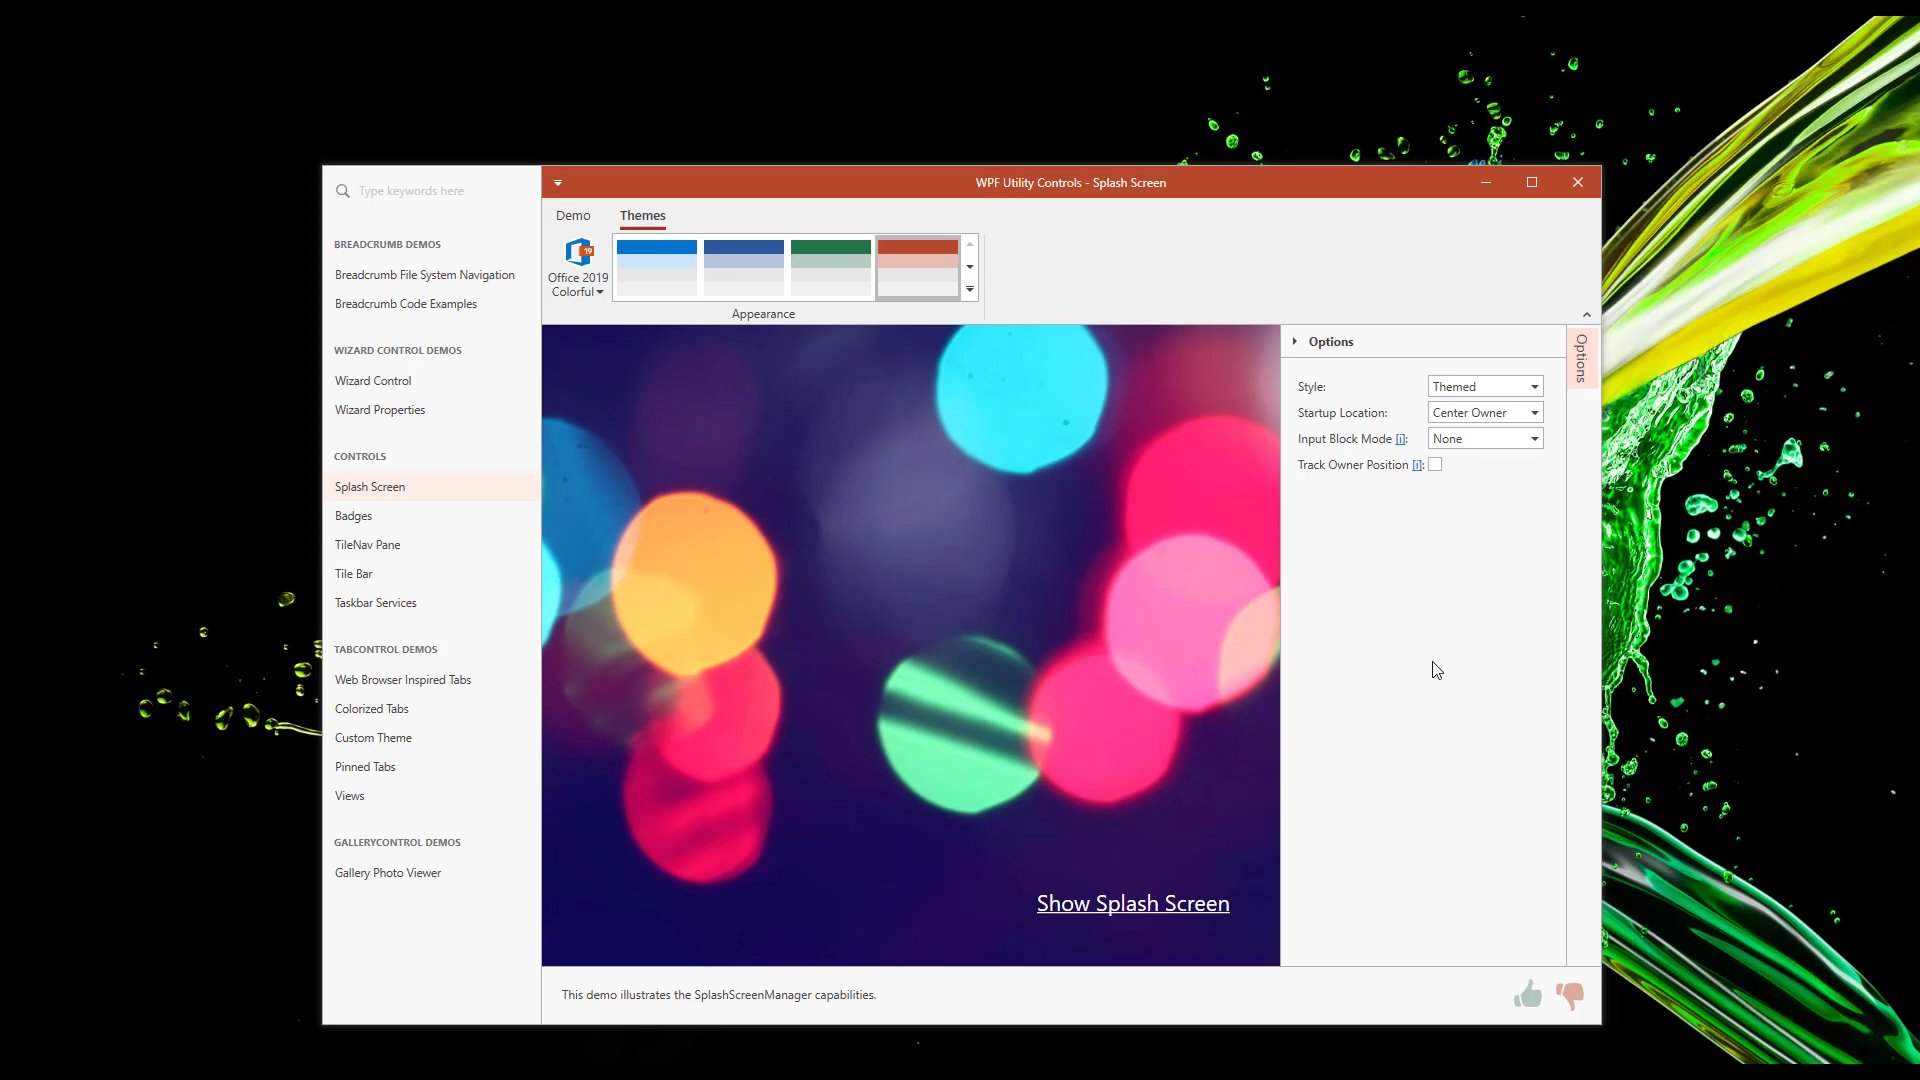 Type keywords here
BREADCRUMB DEMOS
Breadcrumb File System Navigation
Breadcrumb Code Examples
WIZARD CONTROL DEMOS
Wizard Control
Wizard Properties
CONTROLS
Splash Screen
Badges
TileNav Pane
Tile Bar
Taskbar Services
TABCONTROL DEMOS
Web Browser Inspired Tabs
Colorized Tabs
Custom Theme
Pinned Tabs
Views
GALLERYCONTROL DEMOS
Gallery Photo Viewer
WPF Utility Controls - Splash Screen
Demo
Themes
19
Office 2019
Colorful
Appearance
Show Splash Screen
Options
Style: Themed
Startup Location: Center Owner
Input Block Mode [i]: None
Track Owner Position [i]:
Options
This demo illustrates the SplashScreenManager capabilities.